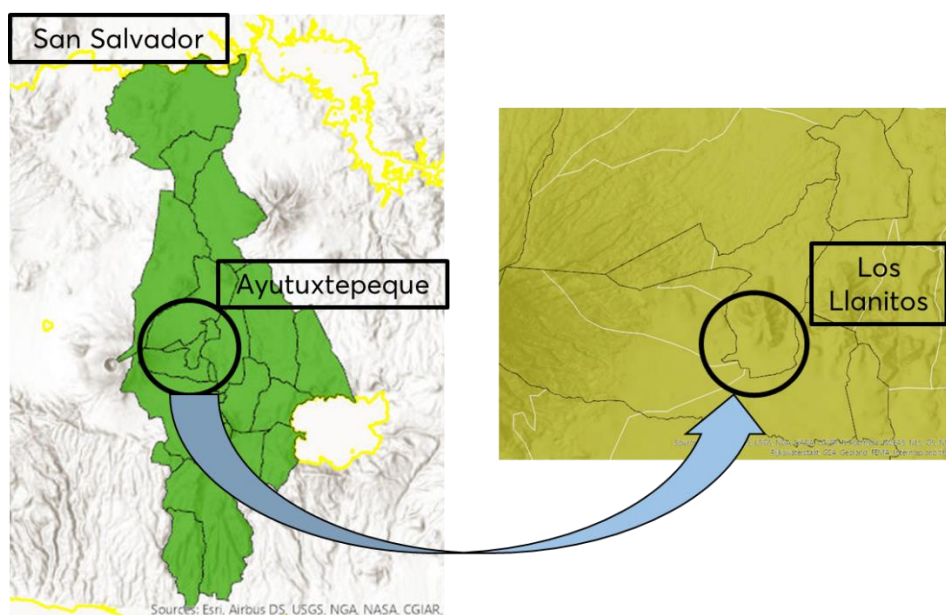 San Salvador
Ayutuxtepeque
Los
Llanitos
Sources: Esri, Airbus DS, USGS, NGA, NASA, CGIAR,